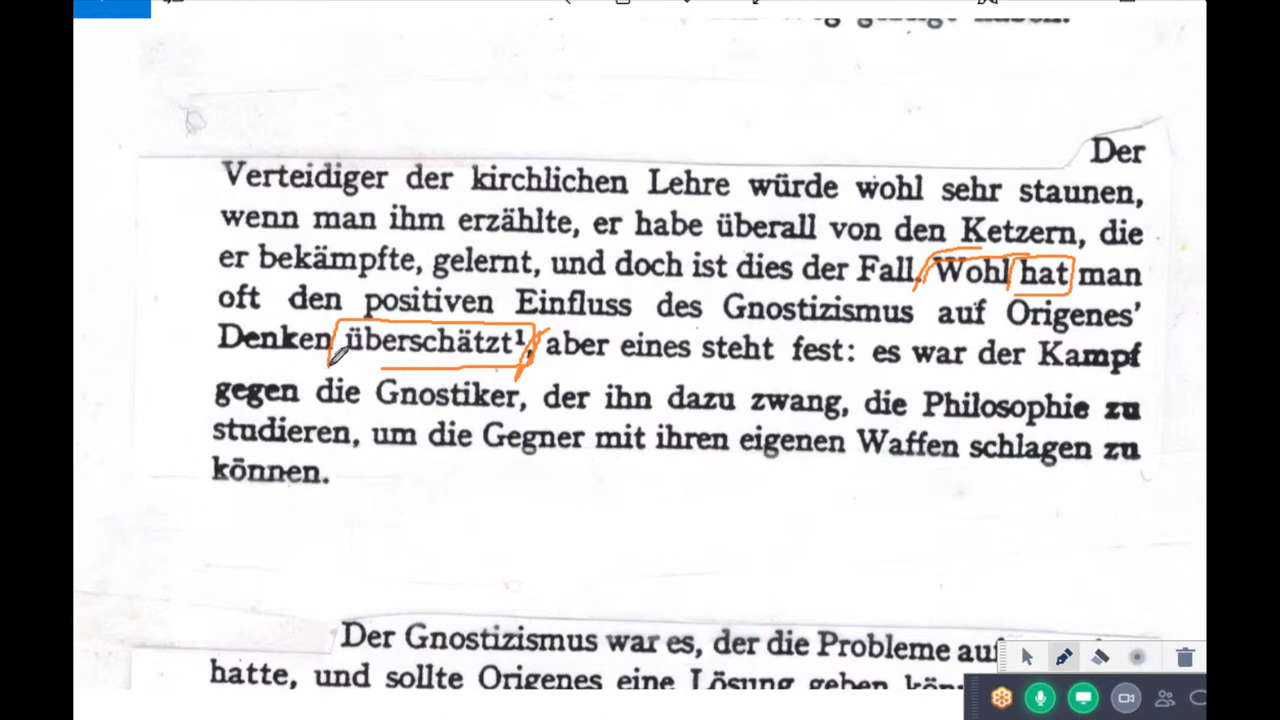 Der
Verteidiger der kirchlichen Lehre würde wohl sehr staunen,
wenn man ihm erzählte, er habe überall von den Ketzern, die
er bekämpfte, gelernt, und doch ist dies der Fall. Wohl hat man
oft den positiven Einfluss des Gnostizismus auf Origenes'
Denken überschätzt¹, aber eines steht fest: es war der Kampf
gegen die Gnostiker, der ihn dazu zwang, die Philosophie zu
studieren, um die Gegner mit ihren eigenen Waffen schlagen zu
können.
Der Gnostizismus war es, der die Probleme
hatte, und sollte Origenes eine Lösung geben